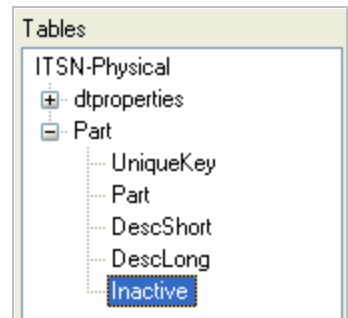 Tables
ITSN-Physical
dtproperties
Part
UniqueKey
Part
DescShort
DescLong
Inactive